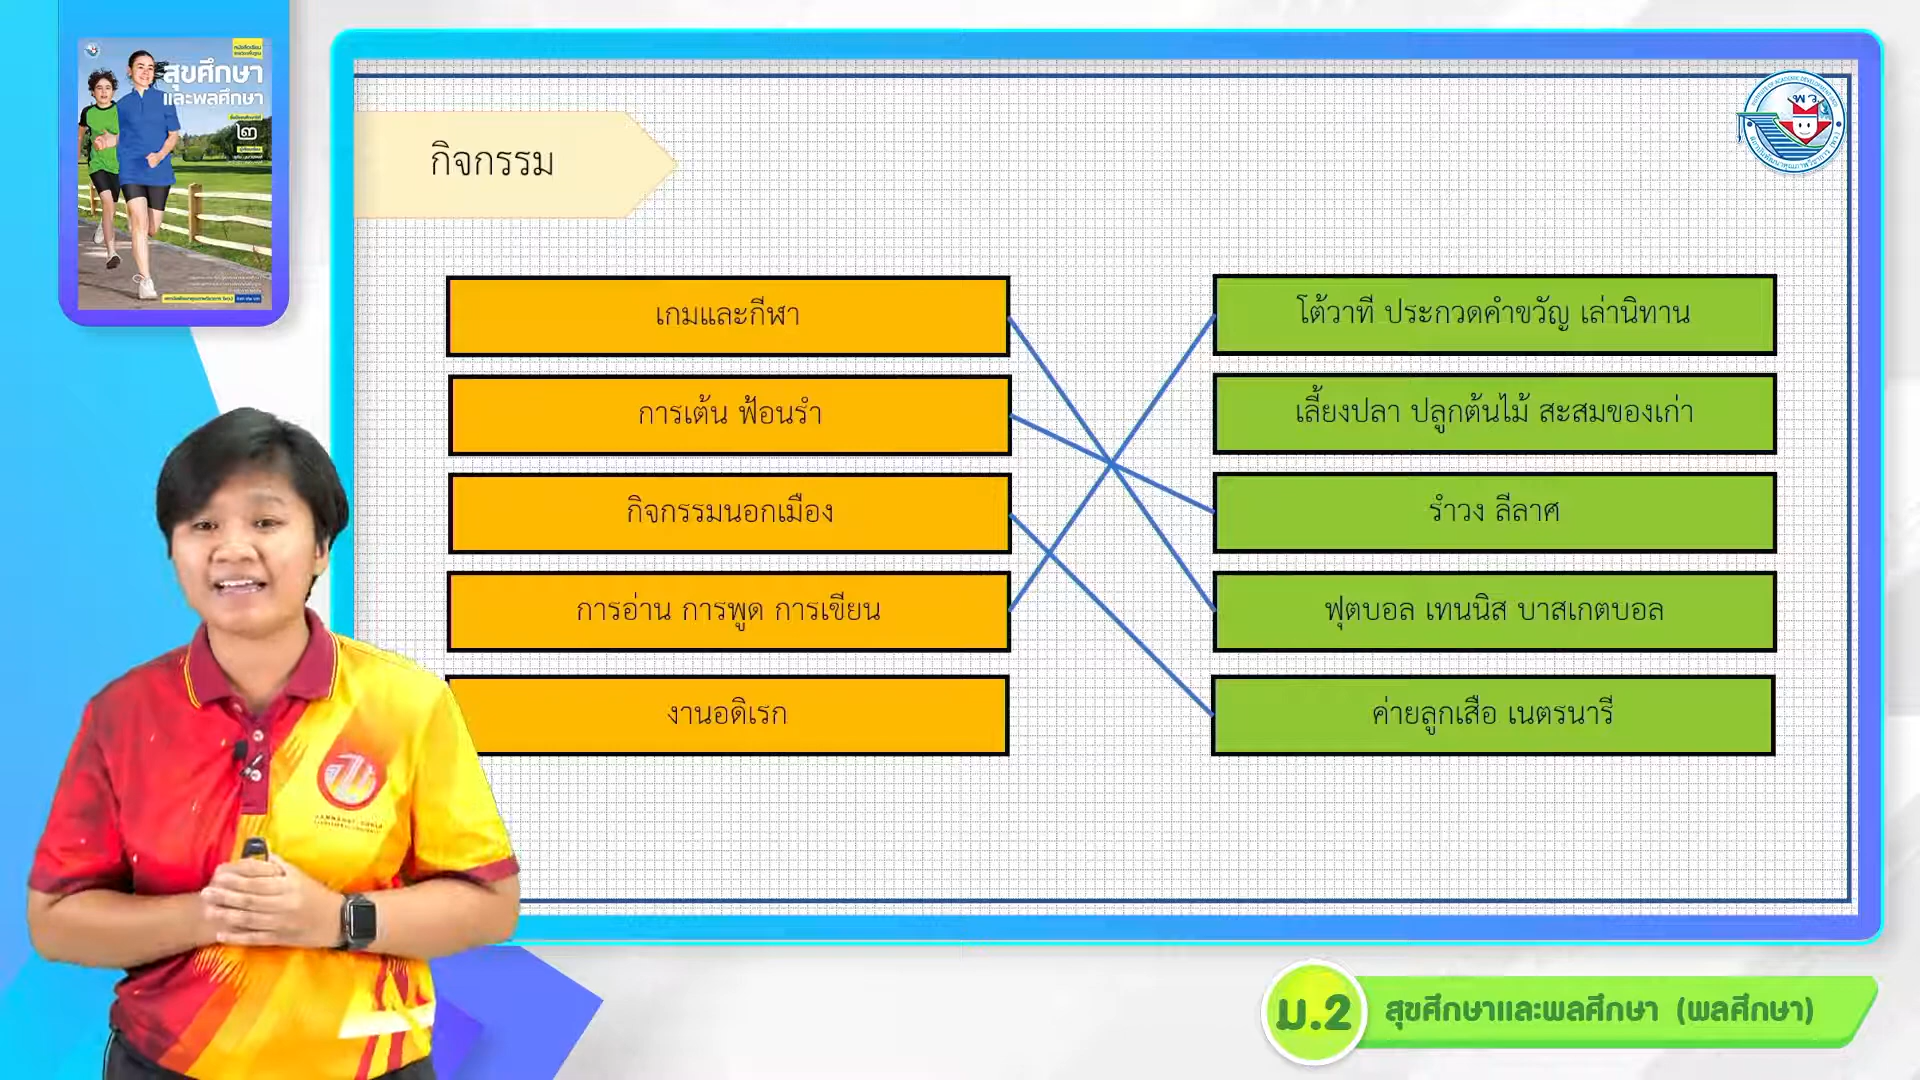 สุขศึกษา
และพลศึกษา
๒
กิจกรรม
พว
เกมและกีฬา
โต้วาที ประกวดคำขวัญ เล่านิทาน
การเต้น ฟ้อนรำ
เลี้ยงปลา ปลูกต้นไม้ สะสมของเก่า
กิจกรรมนอกเมือง
รำวง ลีลาศ
การอ่าน การพูด การเขียน
ฟุตบอล เทนนิส บาสเกตบอล
งานอดิเรก
ค่ายลูกเสือ เนตรนารี
ม.2 สุขศึกษาและพลศึกษา (พลศึกษา)